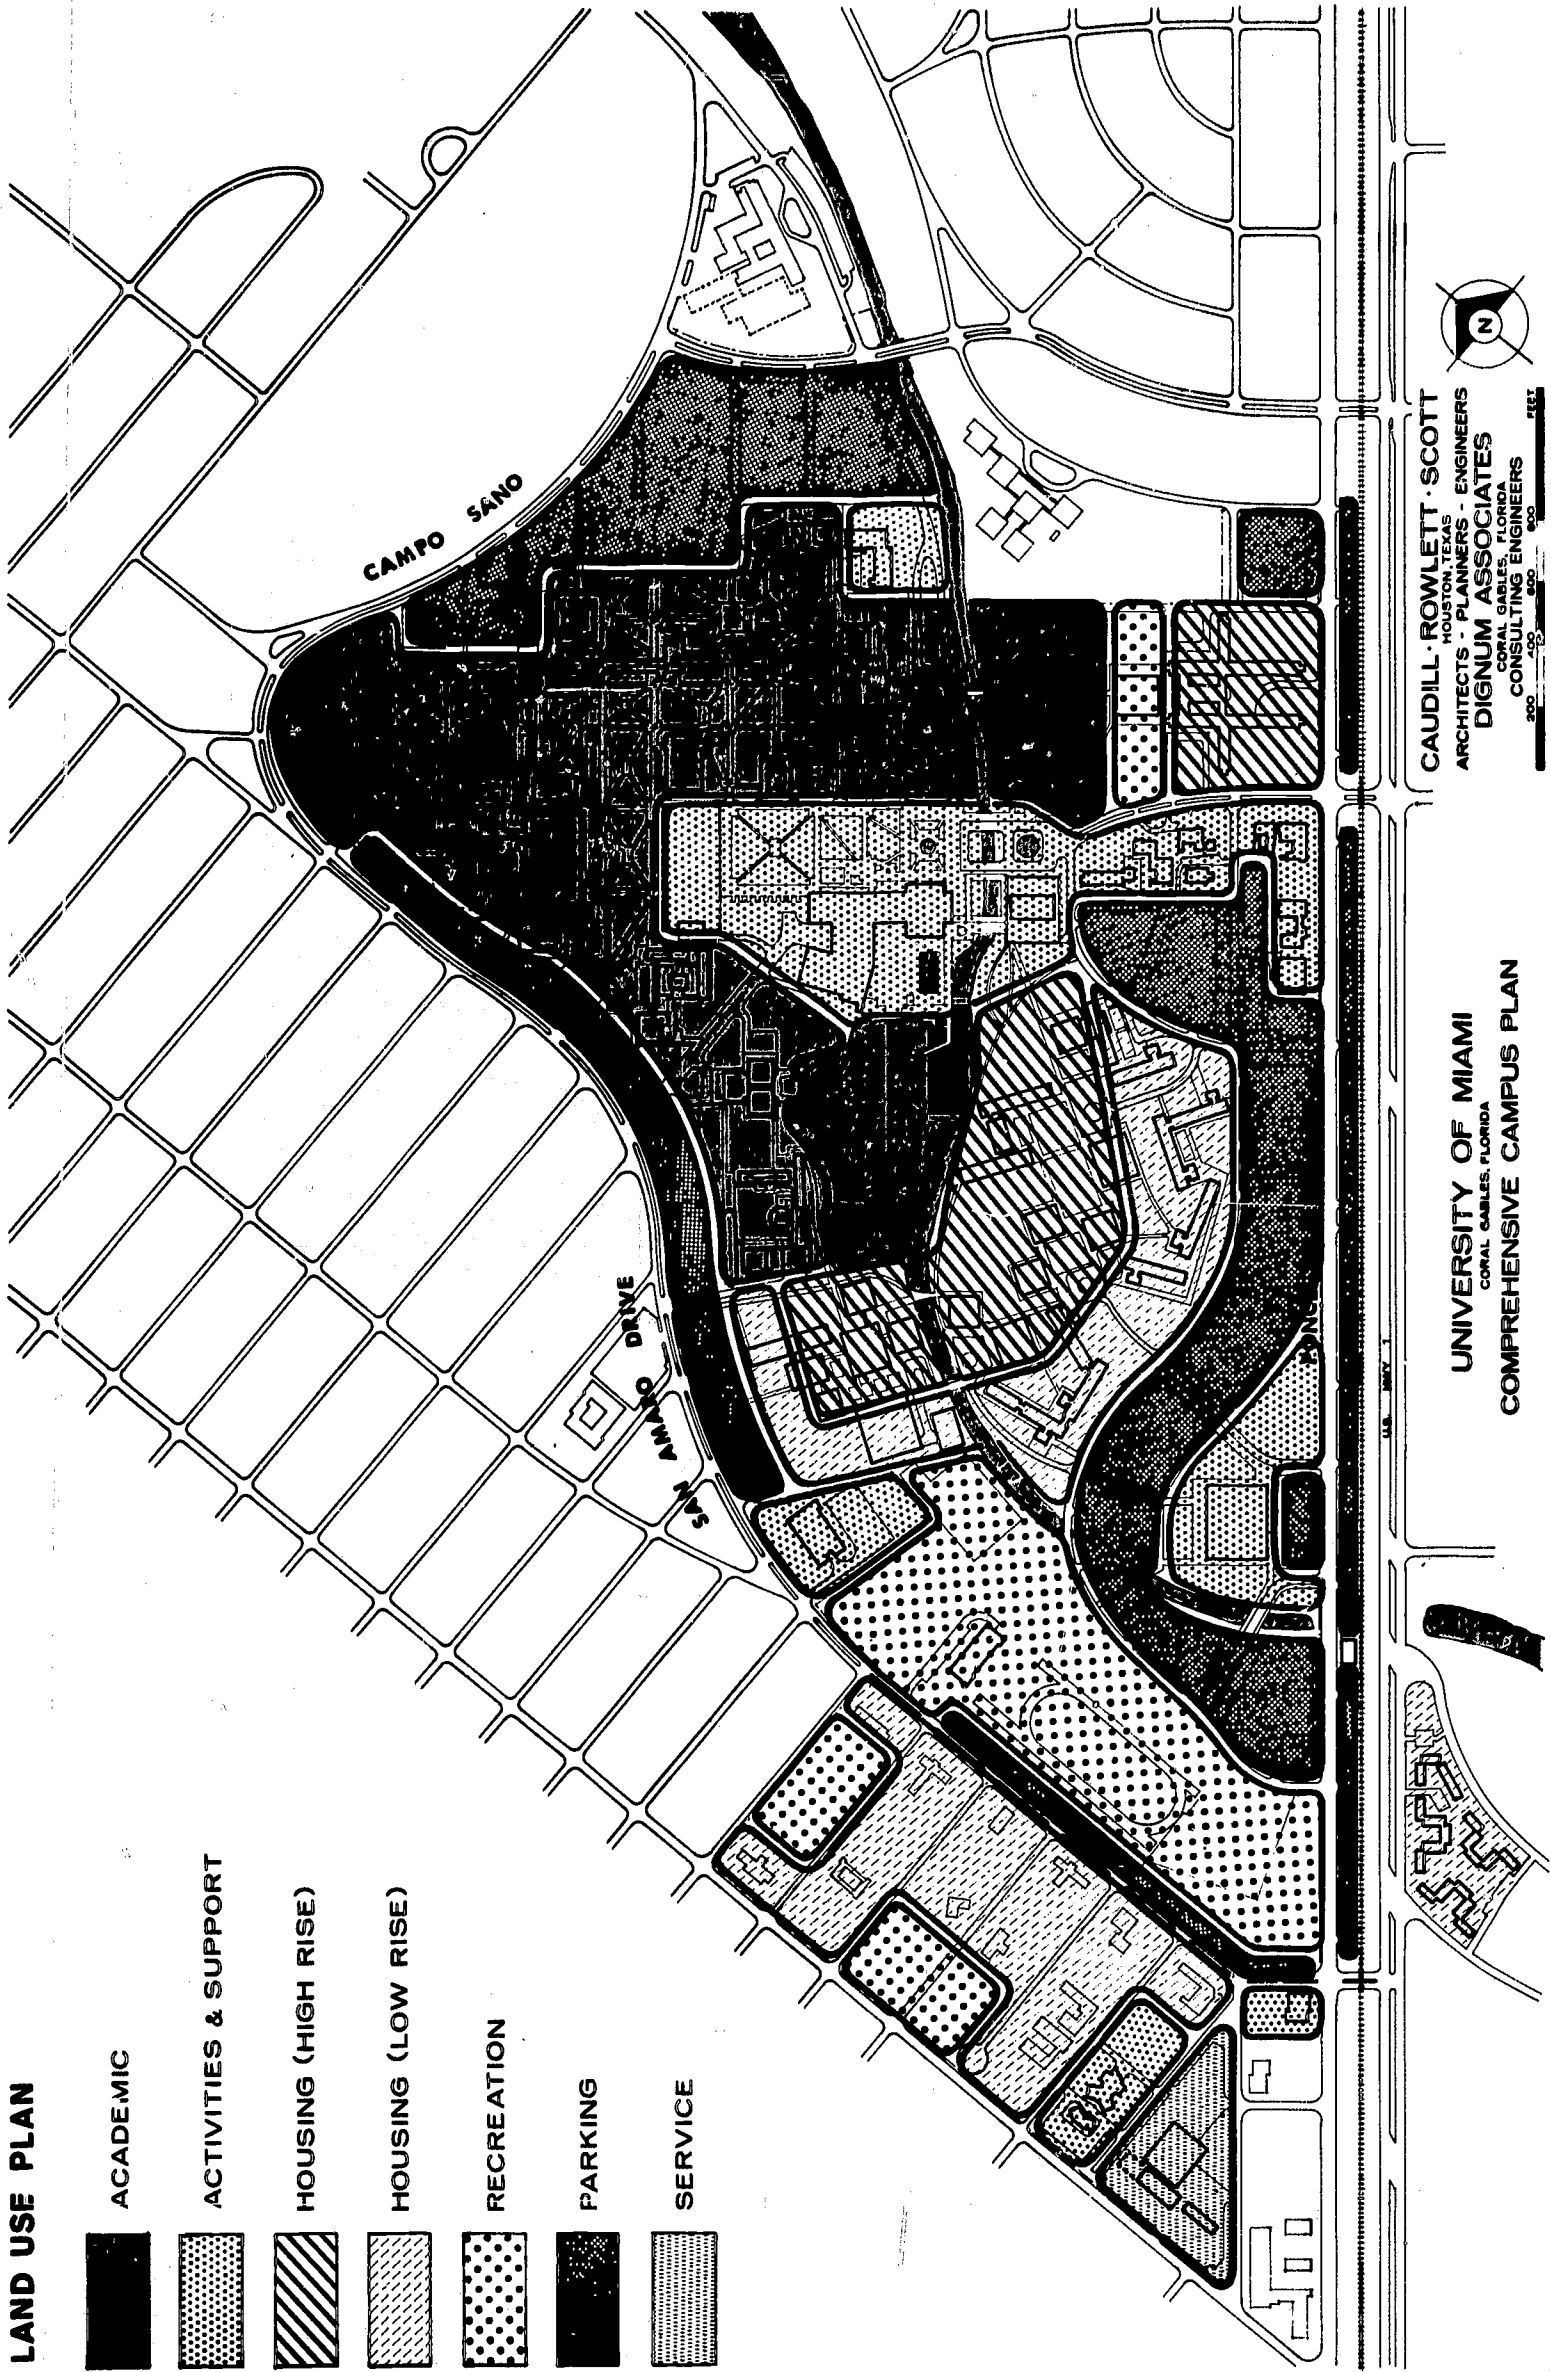 LAND USE PLAN
ACADEMIC
ACTIVITIES & SUPPORT
HOUSING (HIGH RISE)
HOUSING (LOW RISE)
RECREATION
PARKING
SERVICE
CAMPO SANO
SAN AMARO DRIVE
U.S. HWY. 1
UNIVERSITY OF MIAMI
CORAL GABLES, FLORIDA
COMPREHENSIVE CAMPUS PLAN
CAUDILL·ROWLETT·SCOTT
HOUSTON, TEXAS
ARCHITECTS - PLANNERS - ENGINEERS
DIGNUM ASSOCIATES
CORAL GABLES, FLORIDA
CONSULTING ENGINEERS
200 400 600 800 FEET
N